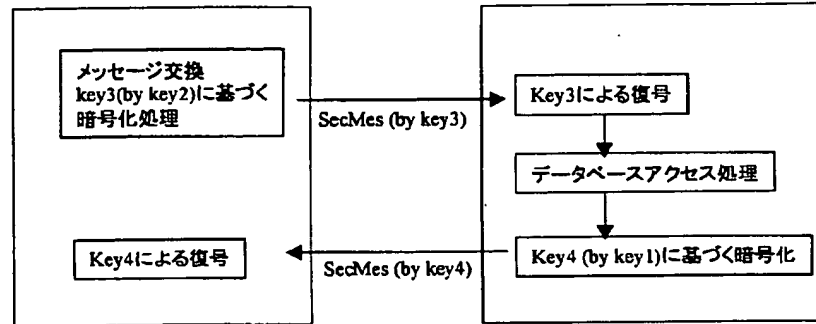 メッセージ交換
key3(by key2)に基づく
暗号化処理
SecMes (by key3)
Key3による復号
データベースアクセス処理
Key4 (by key1)に基づく暗号化
SecMes (by key4)
Key4による復号